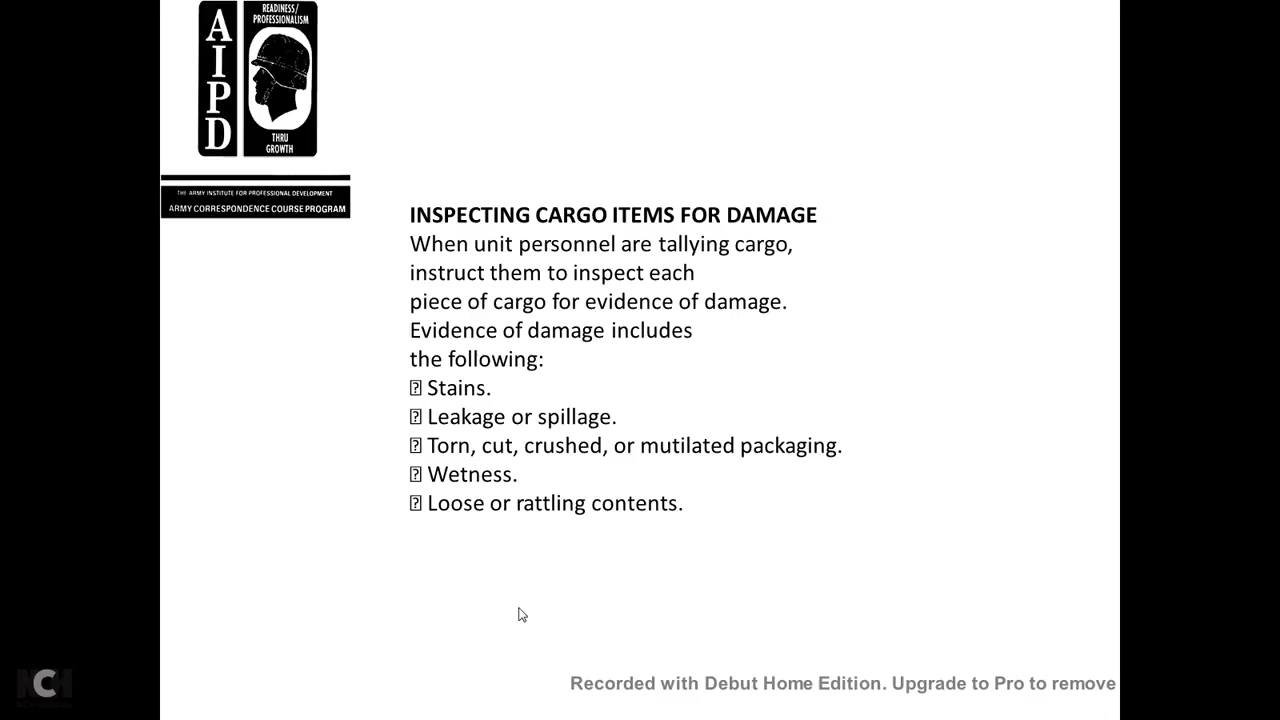 READINESS/
PROFESSIONALISM
AIPD
THRU
GROWTH
THE ARMY INSTITUTE FOR PROFESSIONAL DEVELOPMENT
ARMY CORRESPONDENCE COURSE PROGRAM
INSPECTING CARGO ITEMS FOR DAMAGE
When unit personnel are tallying cargo,
instruct them to inspect each
piece of cargo for evidence of damage.
Evidence of damage includes
the following:
⍰ Stains.
⍰ Leakage or spillage.
⍰ Torn, cut, crushed, or mutilated packaging.
⍰ Wetness.
⍰ Loose or rattling contents.
NCH
Recorded with Debut Home Edition. Upgrade to Pro to remove